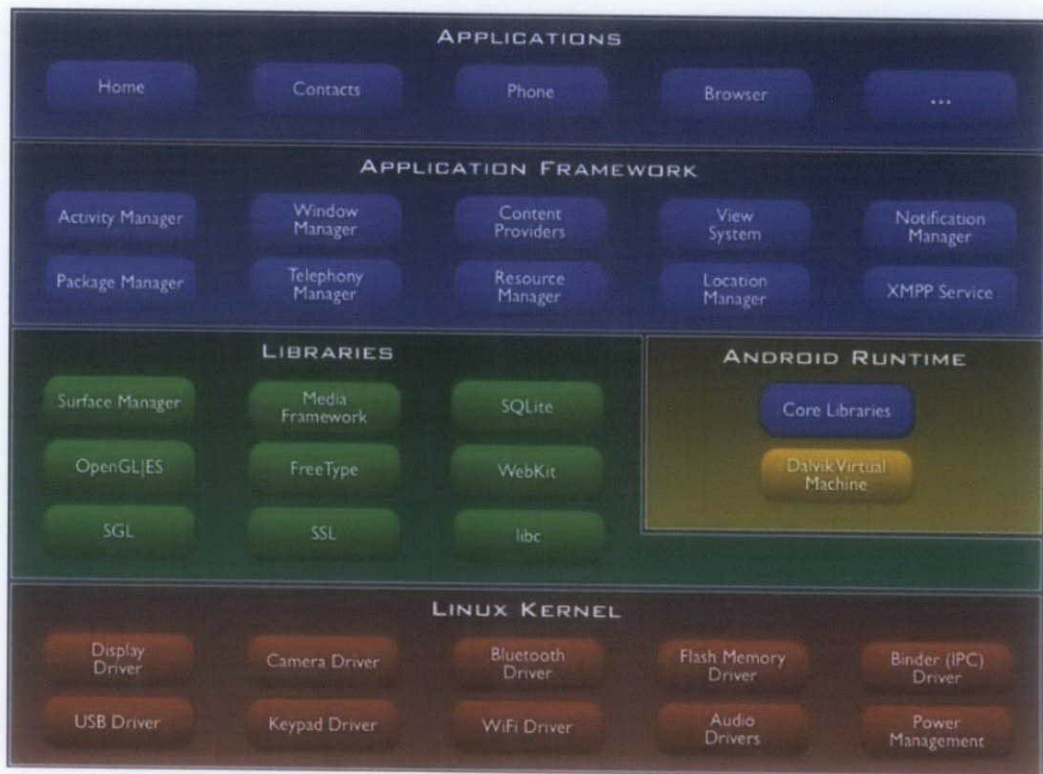 APPLICATIONS
Home
Contacts
Phone
Browser
...
APPLICATION FRAMEWORK
Activity Manager
Window
Manager
Content
Providers
View
System
Notification
Manager
Package Manager
Telephony
Manager
Resource
Manager
Location
Manager
XMPP Service
LIBRARIES
Surface Manager
Media
Framework
SQLite
OpenGL|ES
FreeType
WebKit
SGL
SSL
libc
ANDROID RUNTIME
Core Libraries
Dalvik Virtual
Machine
LINUX KERNEL
Display
Driver
Camera Driver
Bluetooth
Driver
Flash Memory
Driver
Binder (IPC)
Driver
USB Driver
Keypad Driver
WiFi Driver
Audio
Drivers
Power
Management